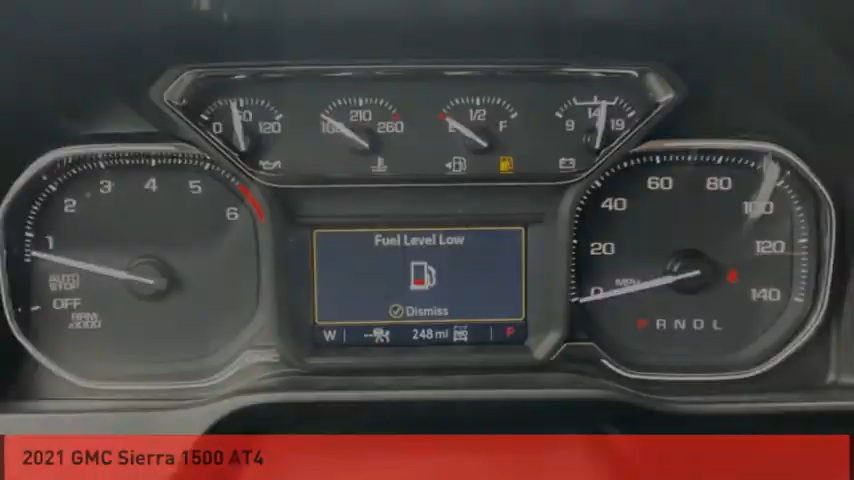 0 50 120
160 210 260
E 1/2 F
9 14 19
1 2 3 4 5 6
AUTO
STOP
OFF
RPM
x1000
Fuel Level Low
Dismiss
W 248 mi P
0 20 40 60 80 100 120 140
MPH
P R N D L
2021 GMC Sierra 1500 AT4